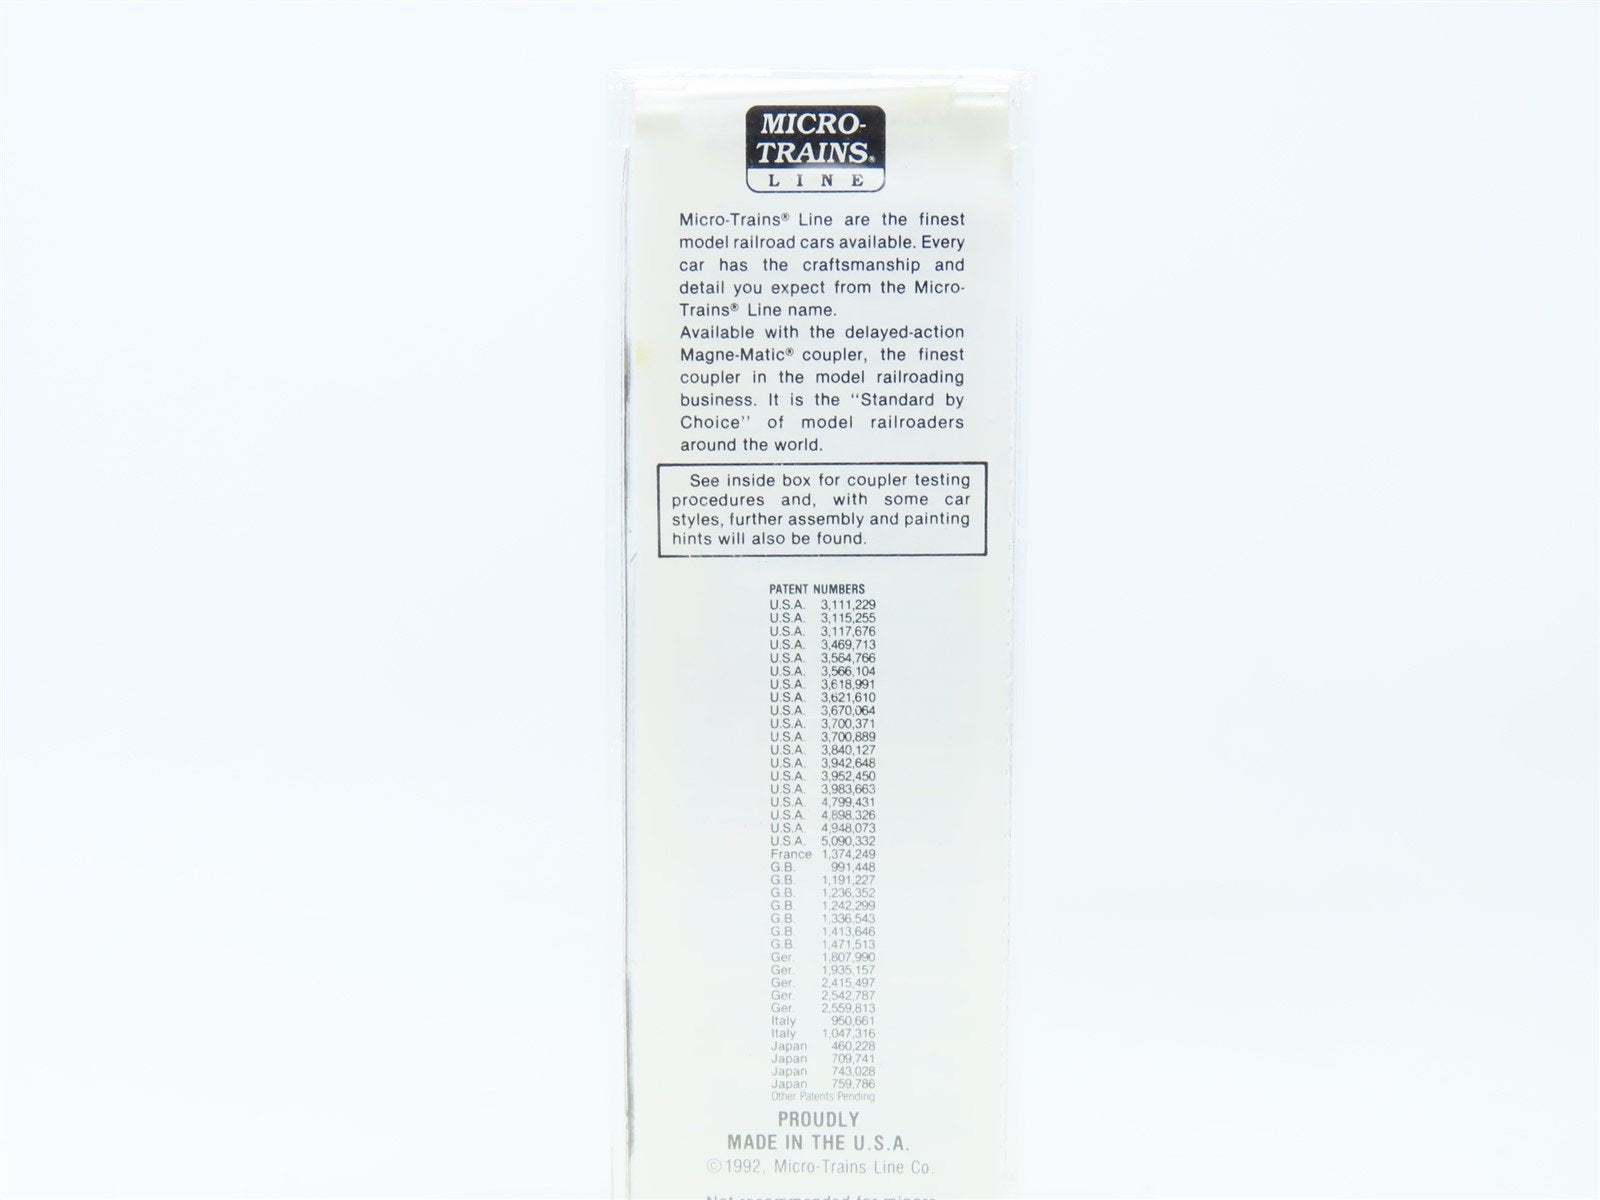 MICRO-
TRAINS®
LINE
Micro-Trains® Line are the finest
model railroad cars available. Every
car has the craftsmanship and
detail you expect from the Micro-
Trains® Line name.
Available with the delayed-action
Magne-Matic® coupler, the finest
coupler in the model railroading
business. It is the "Standard by
Choice" of model railroaders
around the world.
See inside box for coupler testing
procedures and, with some car
styles, further assembly and painting
hints will also be found.
PATENT NUMBERS
U.S.A. 3,111,229
U.S.A. 3,115,255
U.S.A. 3,117,676
U.S.A. 3,469,713
U.S.A. 3,564,766
U.S.A. 3,566,104
U.S.A. 3,618,991
U.S.A. 3,621,610
U.S.A. 3,670,064
U.S.A. 3,700,371
U.S.A. 3,700,889
U.S.A. 3,840,127
U.S.A. 3,942,648
U.S.A. 3,952,450
U.S.A. 3,983,663
U.S.A. 4,799,431
U.S.A. 4,898,326
U.S.A. 4,948,073
U.S.A. 5,090,332
France 1,374,249
G.B. 991,448
G.B. 1,191,227
G.B. 1,236,352
G.B. 1,242,299
G.B. 1,336,543
G.B. 1,413,646
G.B. 1,471,513
Ger. 1,807,990
Ger. 1,935,157
Ger. 2,415,497
Ger. 2,542,787
Ger. 2,559,813
Italy 950,661
Italy 1,047,316
Japan 460,228
Japan 709,741
Japan 743,028
Japan 759,786
Other Patents Pending
PROUDLY
MADE IN THE U.S.A.
©1992, Micro-Trains Line Co.
Not recommended for minors